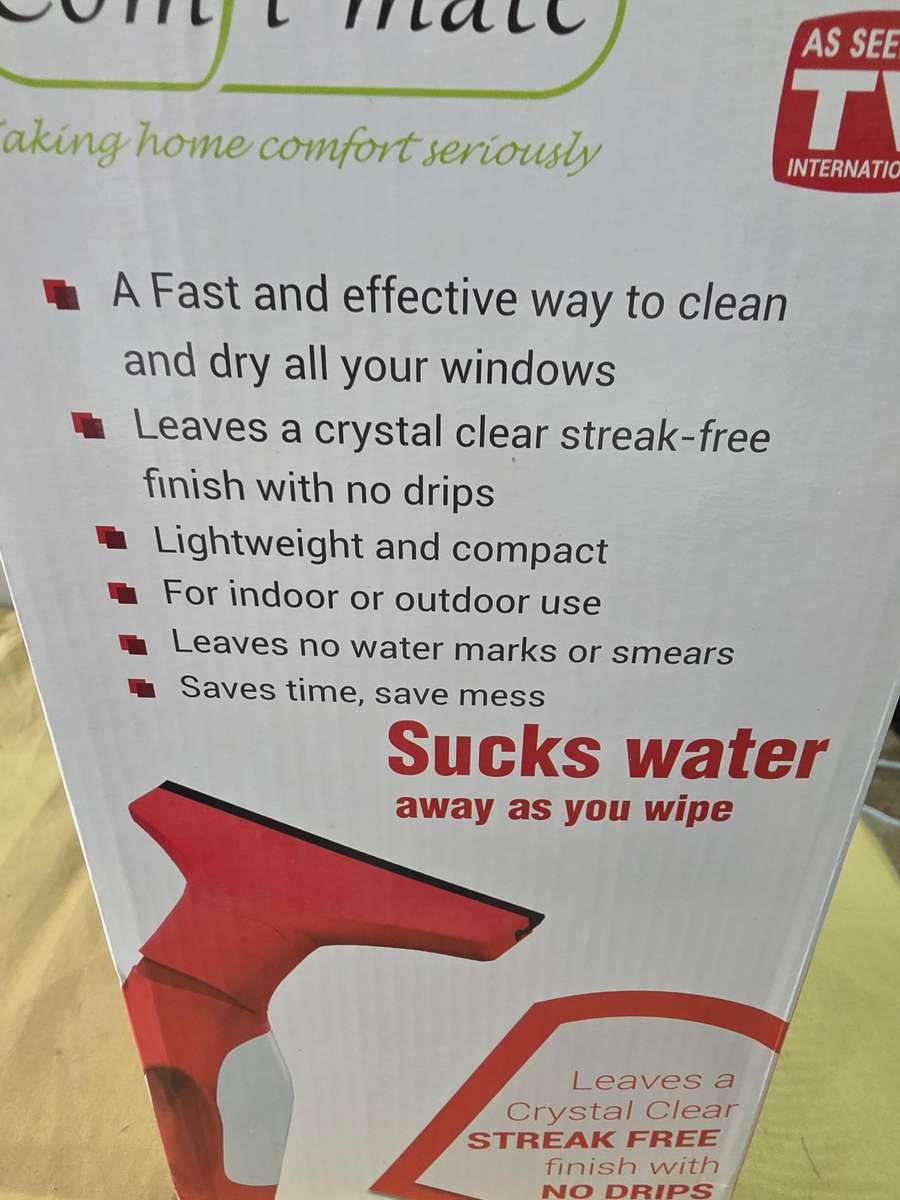 aking home comfort seriously
AS SEE
TV
INTERNATIO
A Fast and effective way to clean
and dry all your windows
Leaves a crystal clear streak-free
finish with no drips
Lightweight and compact
For indoor or outdoor use
Leaves no water marks or smears
Saves time, save mess
Sucks water
away as you wipe
Leaves a
Crystal Clear
STREAK FREE
finish with
NO DRIPS